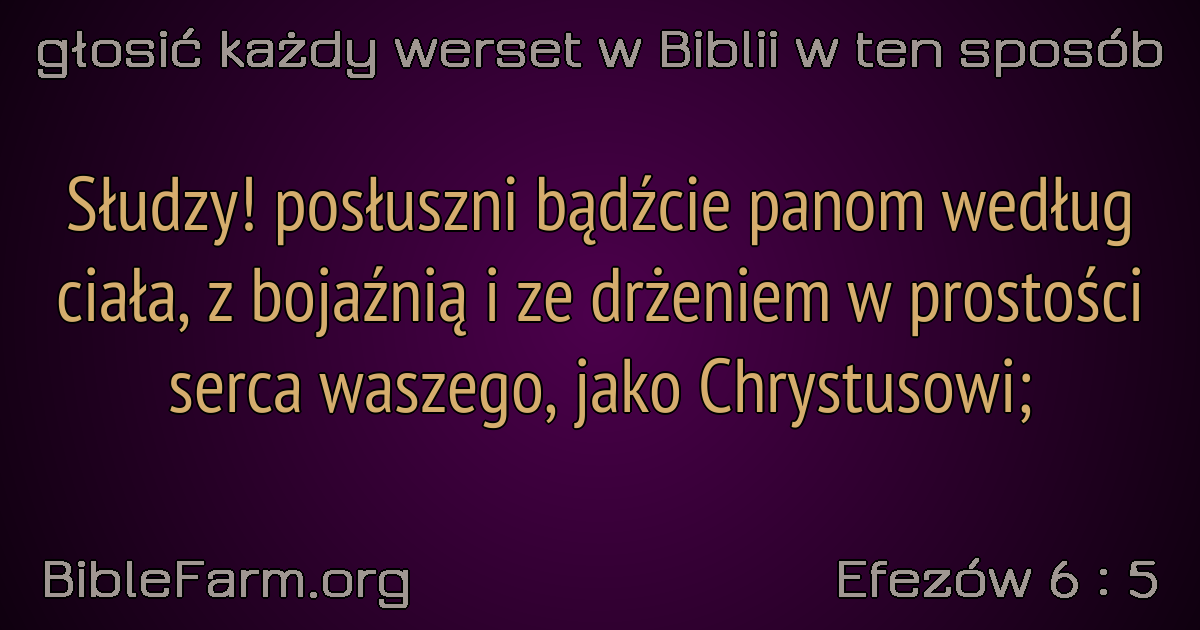 głosić każdy werset w Biblii w ten sposób
Słudzy! posłuszni bądźcie panom według
ciała, z bojaźnią i ze drżeniem w prostości
serca waszego, jako Chrystusowi;
BibleFarm.org
Efezów 6 : 5